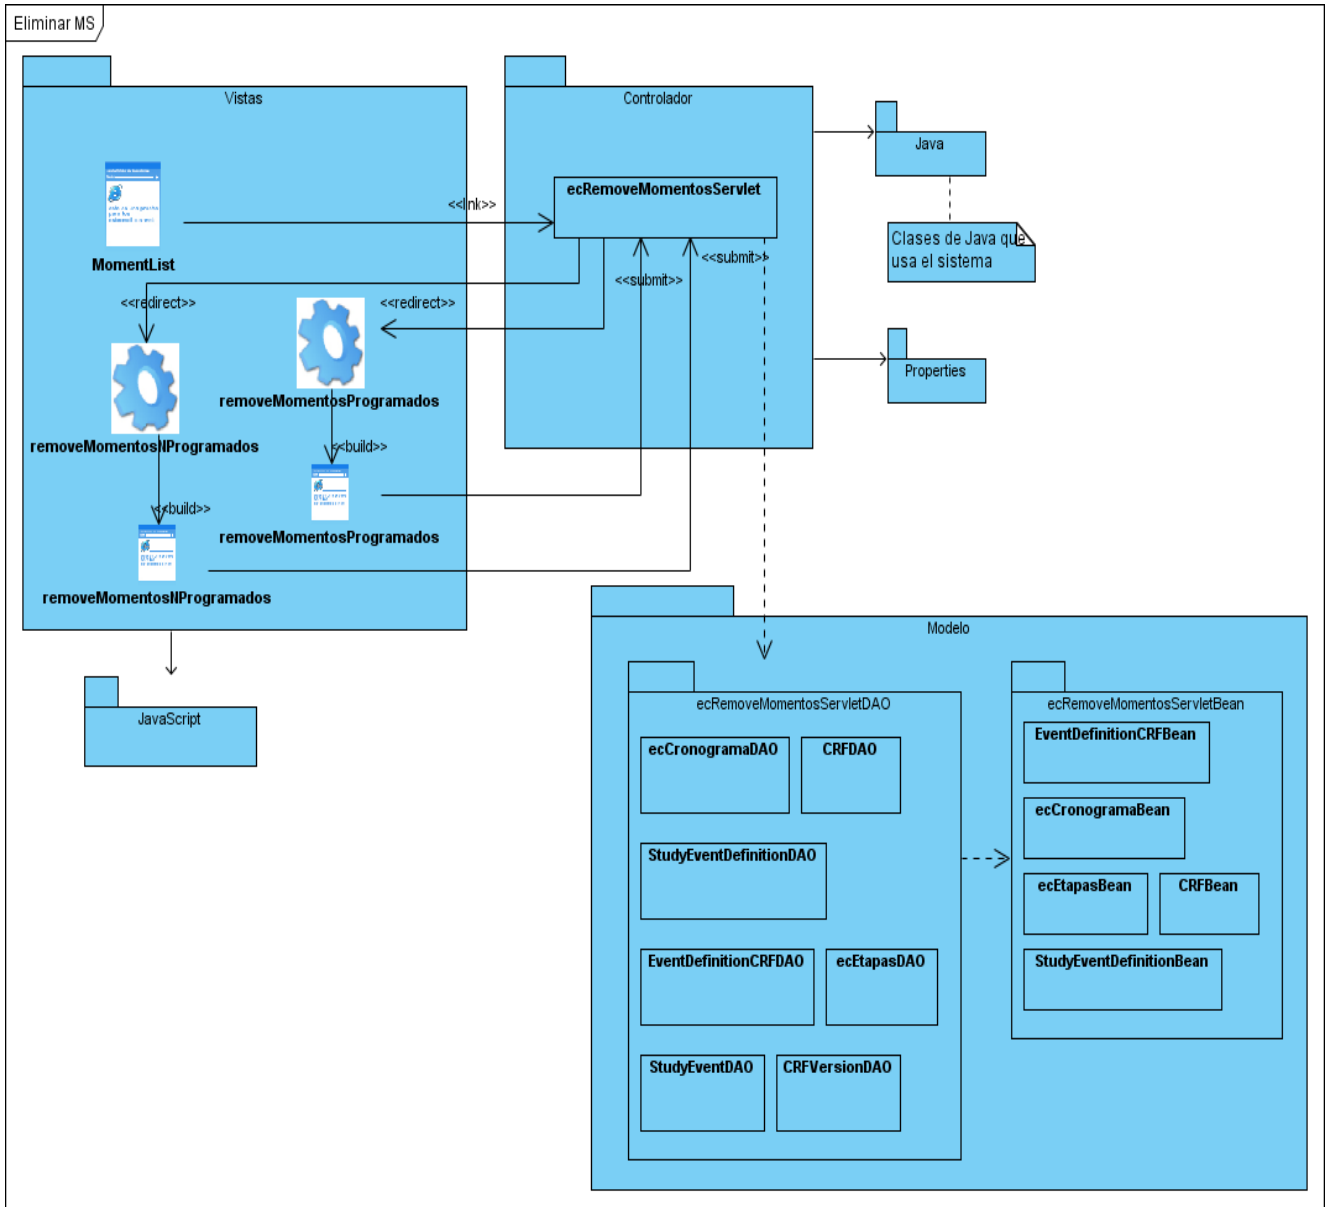 Eliminar MS
Vistas
Controlador
Java
Clases de Java que
usa el sistema
ecRemoveMomentosServlet
<<link>>
MomentList
<<submit>>
<<submit>>
<<redirect>>
<<redirect>>
Properties
removeMomentosProgramados
removeMomentosNProgramados
<<build>>
<<build>>
removeMomentosProgramados
removeMomentosNProgramados
JavaScript
Modelo
ecRemoveMomentosServletDAO
ecRemoveMomentosServletBean
ecCronogramaDAO
CRFDAO
StudyEventDefinitionDAO
EventDefinitionCRFDAO
ecEtapasDAO
StudyEventDAO
CRFVersionDAO
EventDefinitionCRFBean
ecCronogramaBean
ecEtapasBean
CRFBean
StudyEventDefinitionBean